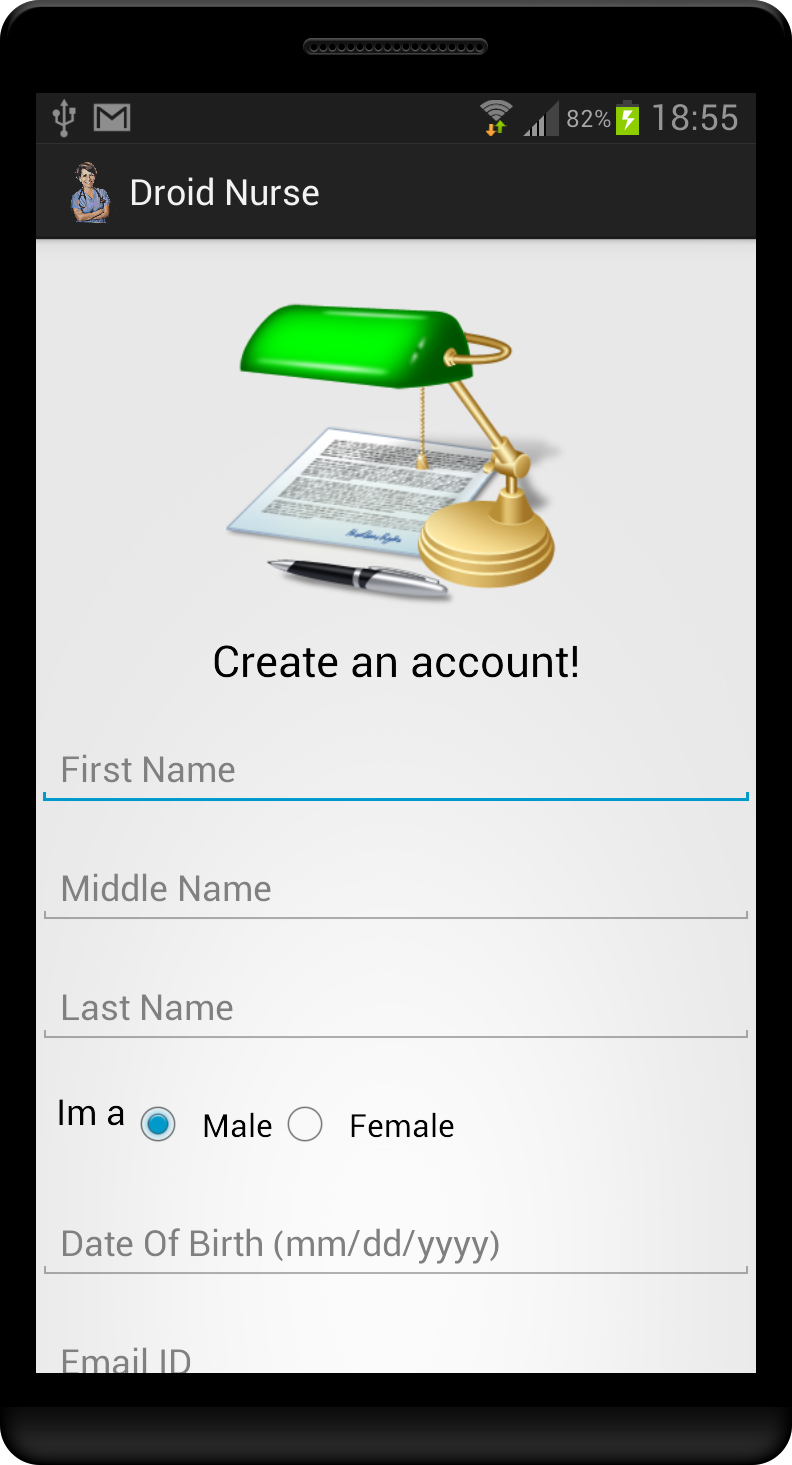 82% 18:55
Droid Nurse
Create an account!
First Name
Middle Name
Last Name
Im a Male Female
Date Of Birth (mm/dd/yyyy)
Email ID